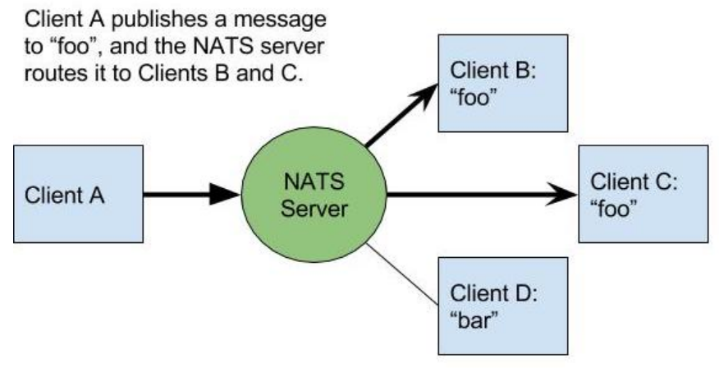 Client A publishes a message
to “foo”, and the NATS server
routes it to Clients B and C.
Client B:
“foo”
Client A
NATS
Server
Client C:
“foo”
Client D:
“bar”